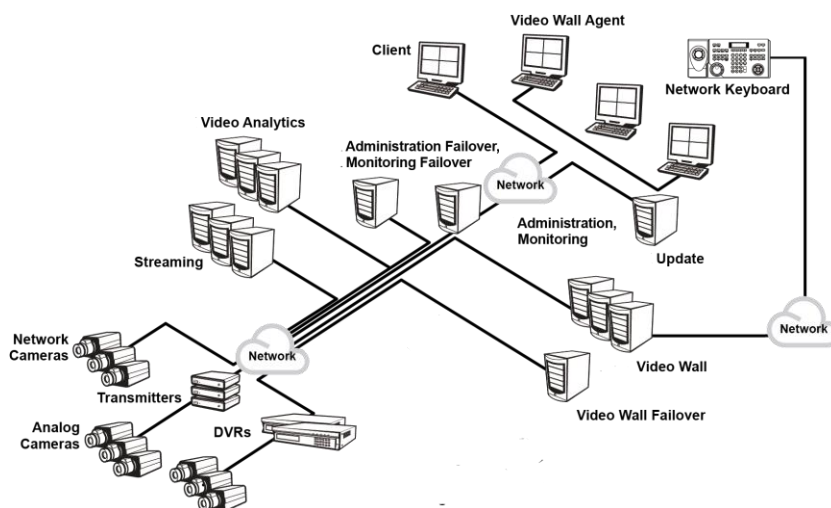 Video Wall Agent
Client
Network Keyboard
Video Analytics
Administration Failover,
Monitoring Failover
Network
Administration,
Monitoring
Streaming
Update
Network
Cameras
Network
Network
Video Wall
Transmitters
Video Wall Failover
Analog
Cameras
DVRs